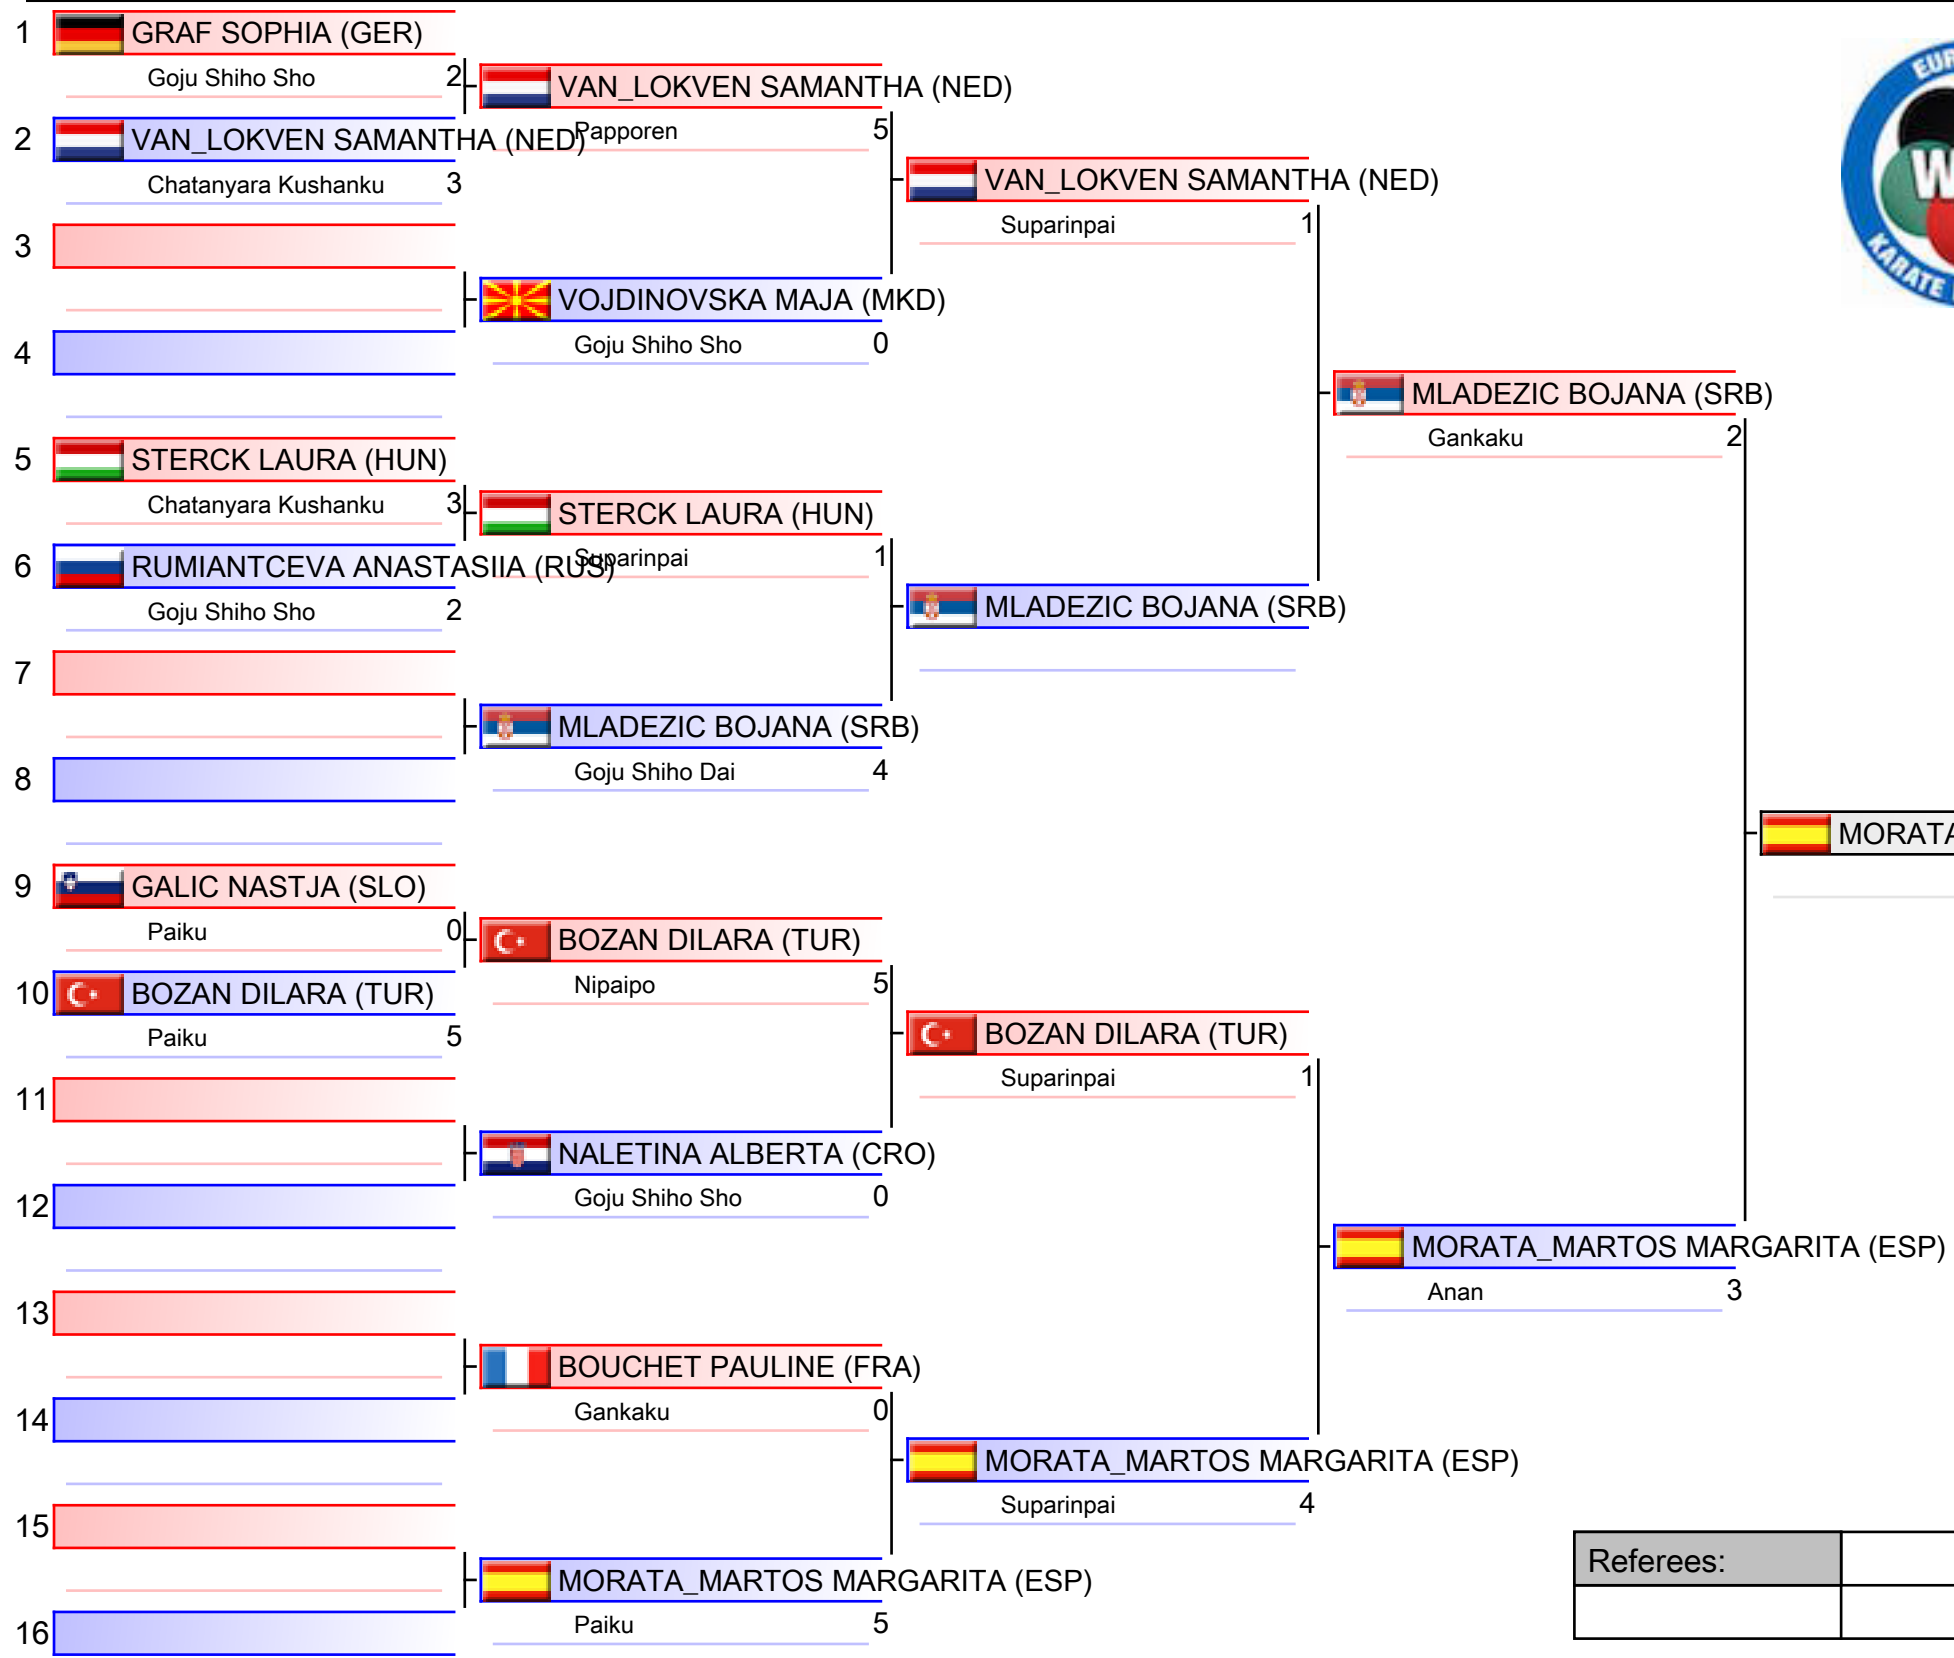 1 GRAF SOPHIA (GER)
Goju Shiho Sho 2
VAN_LOKVEN SAMANTHA (NED)
Papporen 5
2 VAN_LOKVEN SAMANTHA (NED)
Chatanyara Kushanku 3
VAN_LOKVEN SAMANTHA (NED)
Suparinpai 1
3
VOJDINOVSKA MAJA (MKD)
Goju Shiho Sho 0
4
MLADEZIC BOJANA (SRB)
Gankaku 2
5 STERCK LAURA (HUN)
Chatanyara Kushanku 3
STERCK LAURA (HUN)
Suparinpai 1
6 RUMIANTCEVA ANASTASIIA (RUS)
Goju Shiho Sho 2
MLADEZIC BOJANA (SRB)
7
MLADEZIC BOJANA (SRB)
Goju Shiho Dai 4
8
MORATA
9 GALIC NASTJA (SLO)
Paiku 0
BOZAN DILARA (TUR)
Nipaipo 5
10 BOZAN DILARA (TUR)
Paiku 5
BOZAN DILARA (TUR)
Suparinpai 1
11
NALETINA ALBERTA (CRO)
Goju Shiho Sho 0
12
MORATA_MARTOS MARGARITA (ESP)
Anan 3
13
BOUCHET PAULINE (FRA)
Gankaku 0
14
MORATA_MARTOS MARGARITA (ESP)
Suparinpai 4
15
MORATA_MARTOS MARGARITA (ESP)
Paiku 5
16
Referees:
EUR
W
KARATE